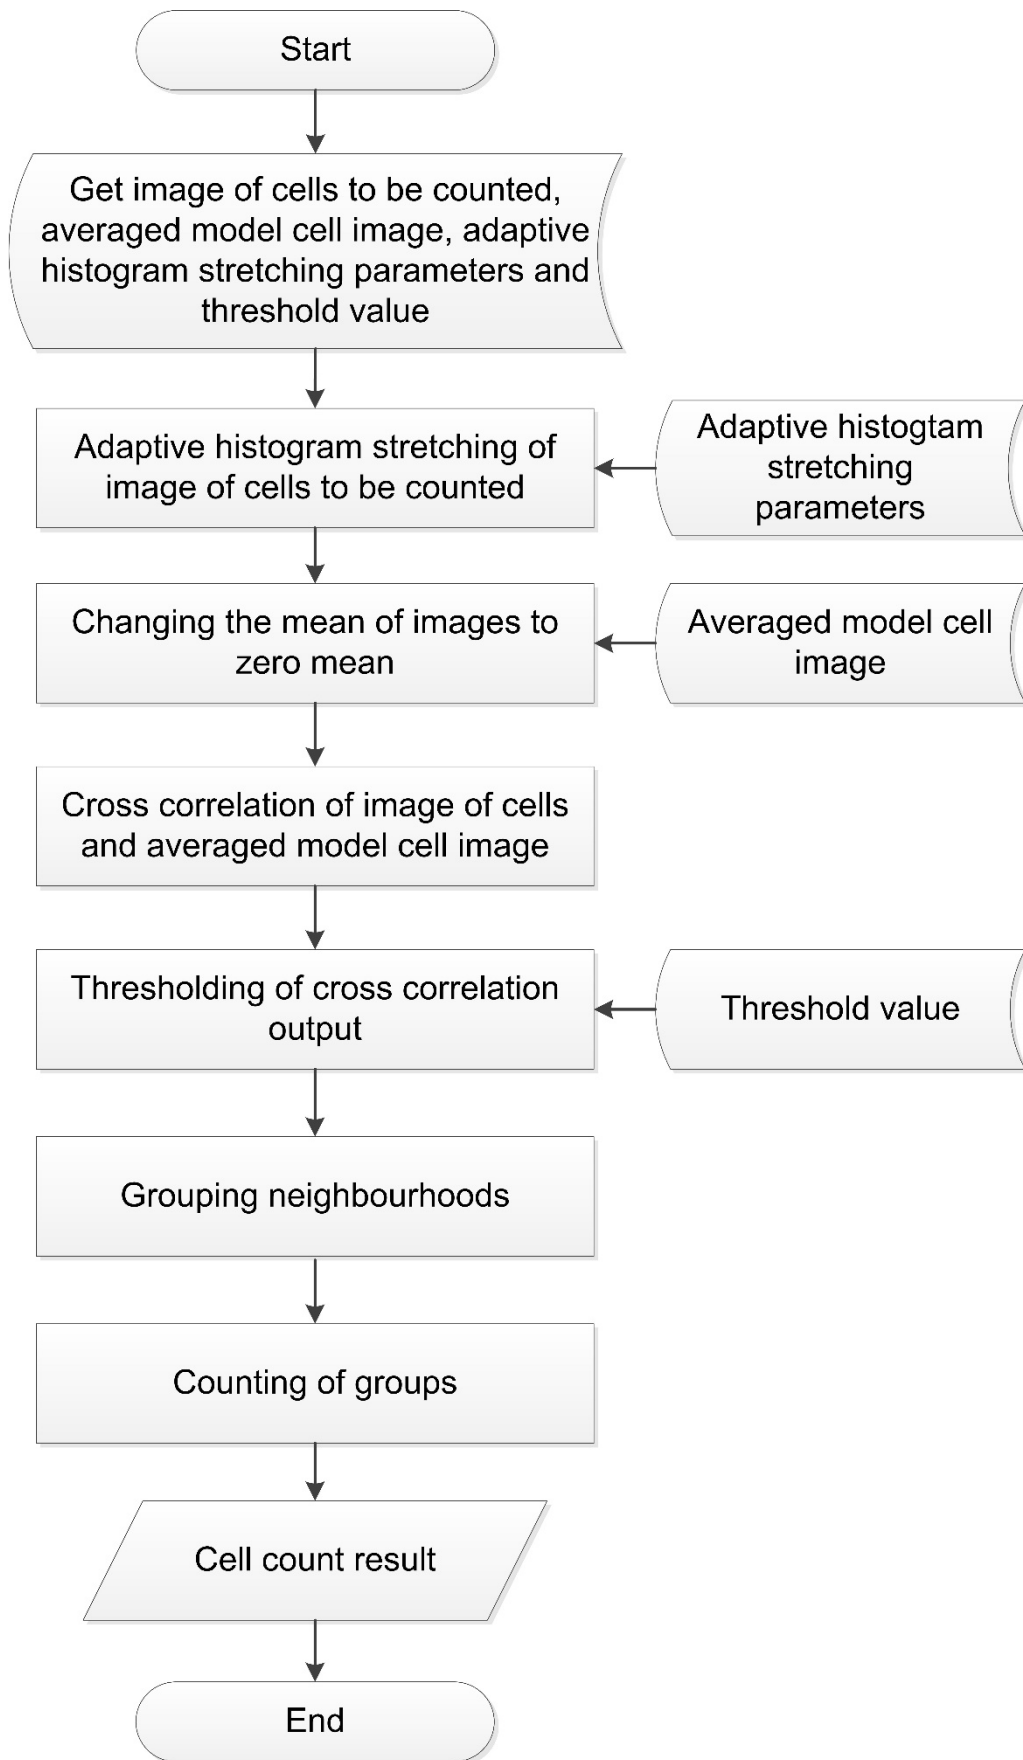 Start
Get image of cells to be counted,
averaged model cell image, adaptive
histogram stretching parameters and
threshold value
Adaptive histogram stretching of
image of cells to be counted
Adaptive histogtam
stretching
parameters
Changing the mean of images to
zero mean
Averaged model cell
image
Cross correlation of image of cells
and averaged model cell image
Thresholding of cross correlation
output
Threshold value
Grouping neighbourhoods
Counting of groups
Cell count result
End